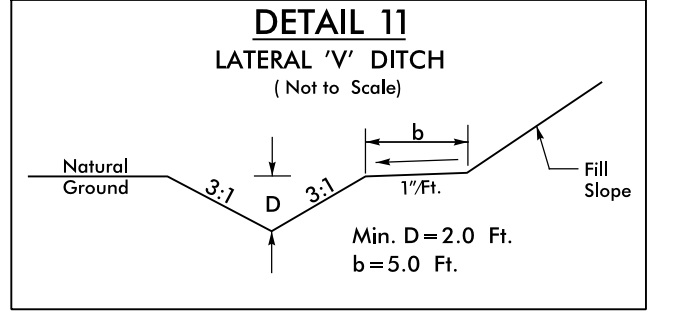 DETAIL 11
LATERAL 'V' DITCH
( Not to Scale)
b
Natural
Ground
3:1
D
3:1
1"/Ft.
Fill
Slope
Min. D=2.0 Ft.
b=5.0 Ft.